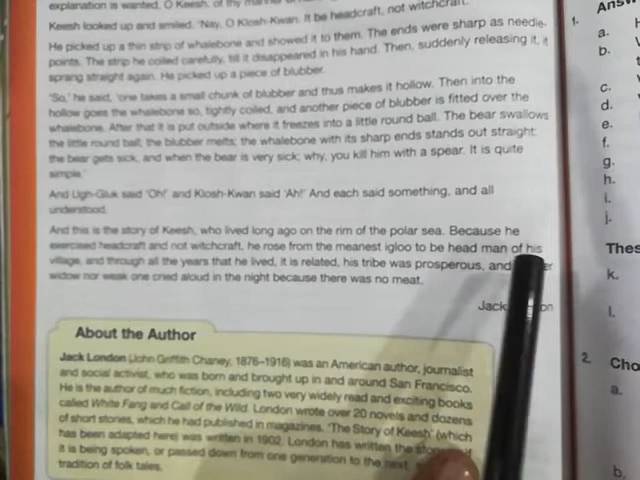 explanation is wanted, O Keesh, of thy manner
Keesh looked up and smiled. 'Nay, O Klosh-Kwan. It be headcraft, not witchcraft.
He picked up a thin strip of whalebone and showed it to them. The ends were sharp as needle-
points. The strip he coiled carefully, till it disappeared in his hand. Then, suddenly releasing it, it
sprang straight again. He picked up a piece of blubber.
'So,' he said, 'one takes a small chunk of blubber and thus makes it hollow. Then into the
hollow goes the whalebone so, tightly coiled, and another piece of blubber is fitted over the
whalebone. After that it is put outside where it freezes into a little round ball. The bear swallows
the little round ball; the blubber melts; the whalebone with its sharp ends stands out straight;
the bear gets sick, and when the bear is very sick; why, you kill him with a spear. It is quite
simple.'
And Ugh-Gluk said 'Oh!' and Klosh-Kwan said 'Ah!' And each said something, and all
understood.
And this is the story of Keesh, who lived long ago on the rim of the polar sea. Because he
exercised headcraft and not witchcraft, he rose from the meanest igloo to be head man of his
village, and through all the years that he lived, it is related, his tribe was prosperous, and
widow nor weak one cried aloud in the night because there was no meat.
Jack
About the Author
Jack London (John Griffith Chaney, 1876–1916) was an American author, journalist
and social activist, who was born and brought up in and around San Francisco.
He is the author of much fiction, including two very widely read and exciting books
called White Fang and Call of the Wild. London wrote over 20 novels and dozens
of short stories, which he had published in magazines. 'The Story of Keesh' (which
has been adapted here) was written in 1902. London has written the story
it is being spoken, or passed down from one generation to the next
tradition of folk tales.
1.
a.
b.
c.
d.
e.
f.
g.
h.
i.
j.
k.
l.
2.
a.
b.